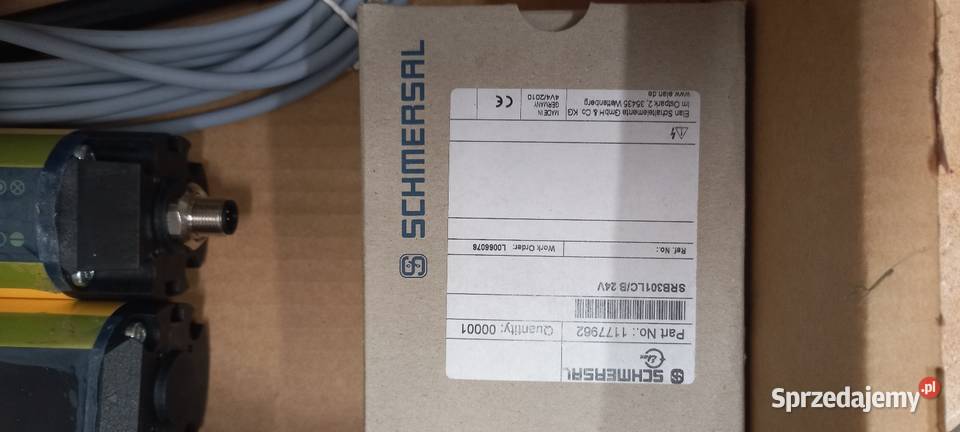 SCHMERSAL
SCHMERSAL
Elan
Part No.: 1177962 Quantity: 00001
SRB301LC/B 24V
Ref. No.: Work Order: L0066078
Elan Schaltelemente GmbH & Co. KG
Im Ostpark 2, 35435 Wettenberg
www.elan.de
MADE IN
GERMANY
4V4/2010
CE
Sprzedajemy.pl